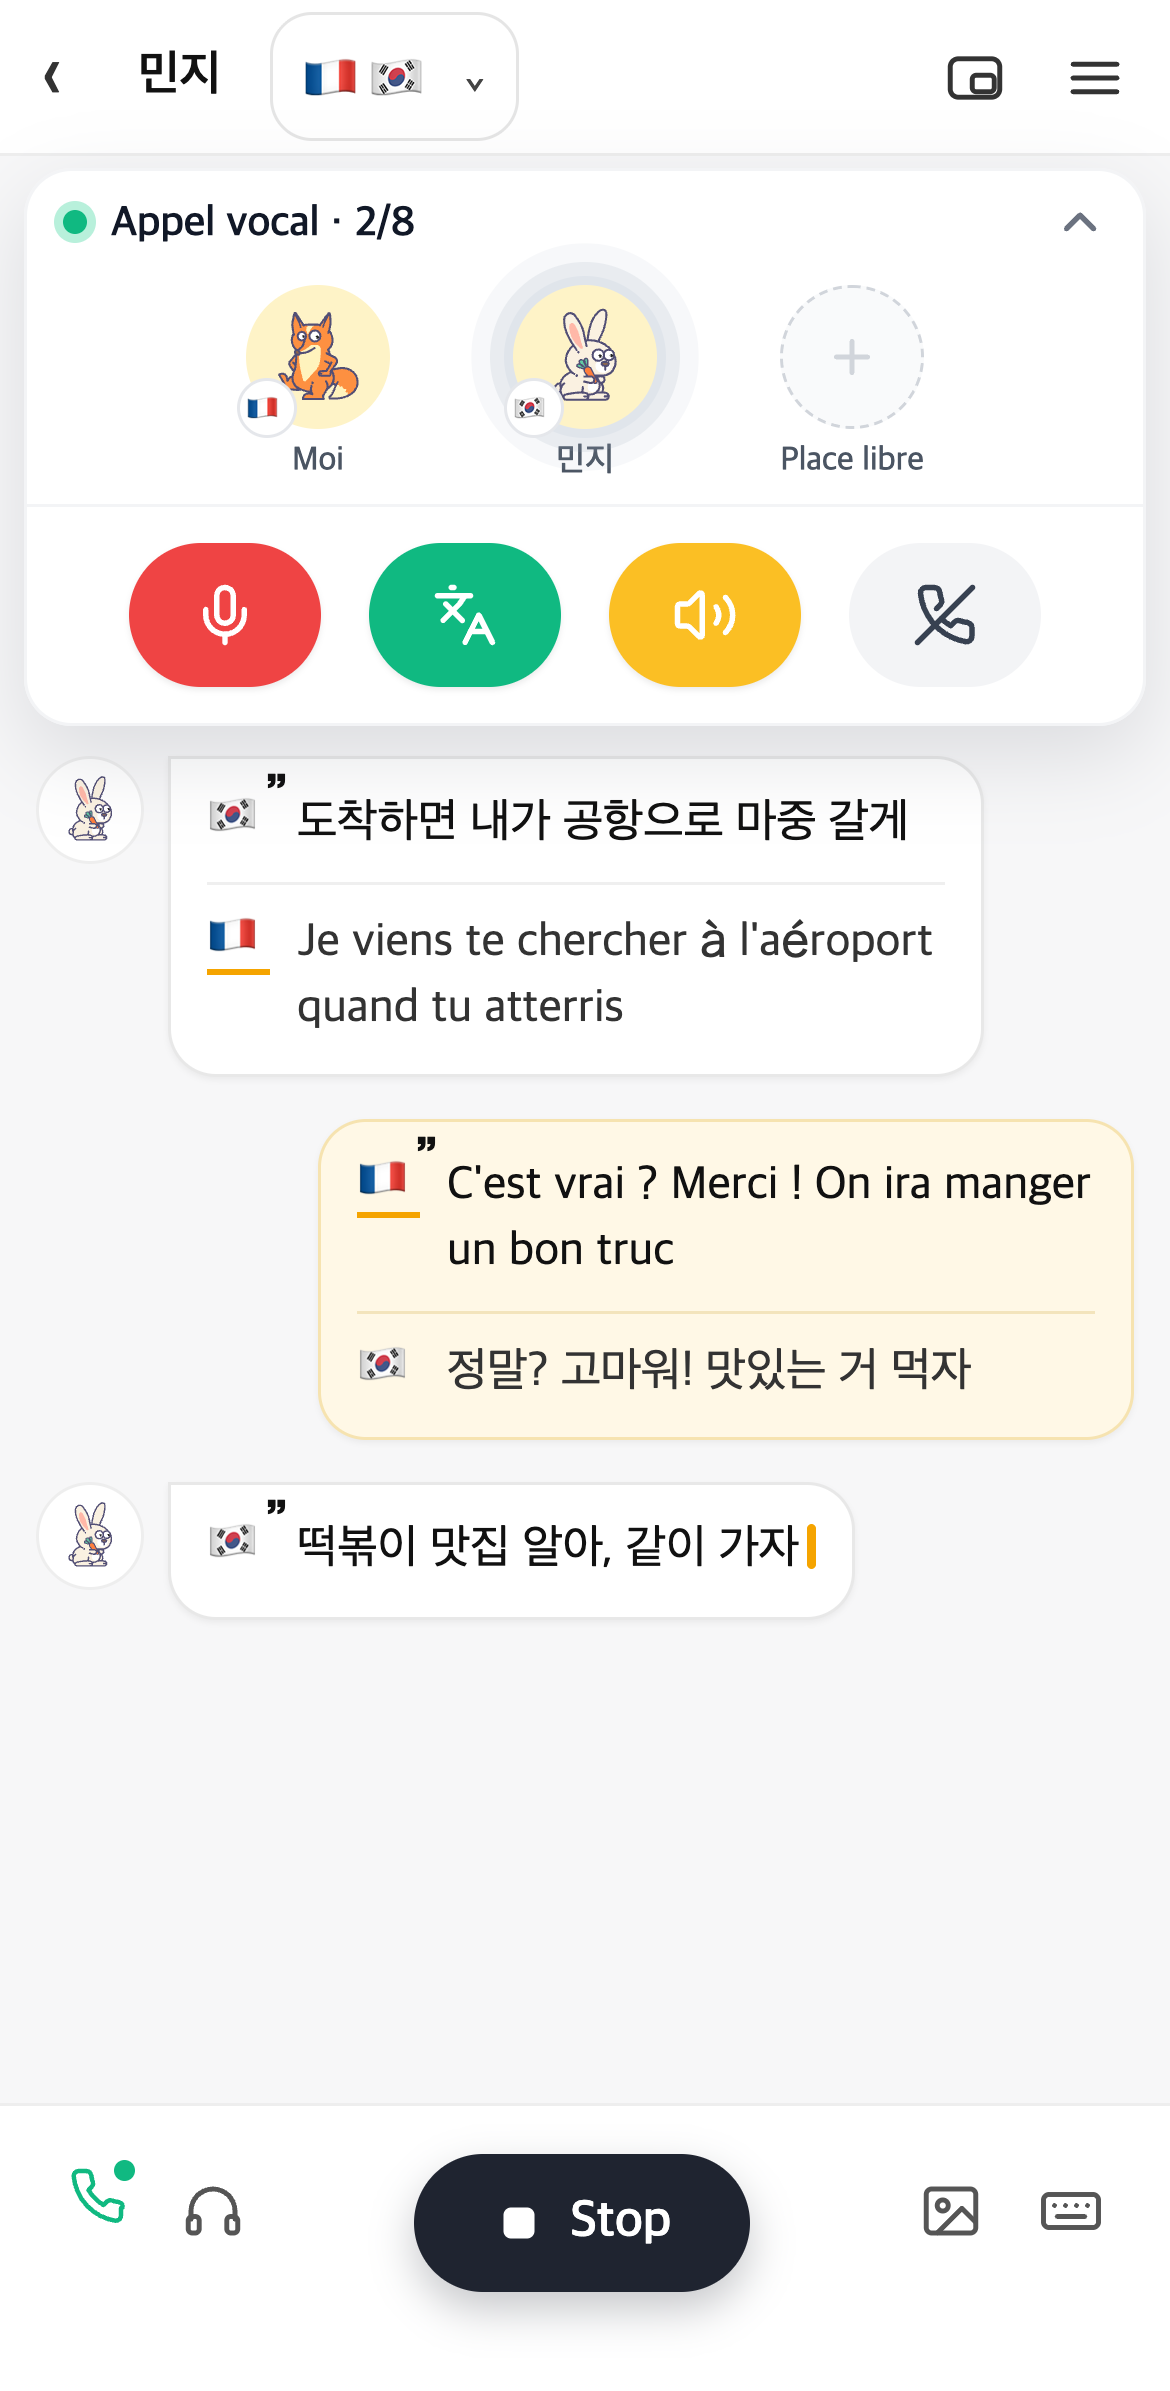 민지
Appel vocal · 2/8
Moi
민지
Place libre
도착하면 내가 공항으로 마중 갈게
Je viens te chercher à l'aéroport
quand tu atterris
C'est vrai ? Merci ! On ira manger
un bon truc
정말? 고마워! 맛있는 거 먹자
떡볶이 맛집 알아, 같이 가자
Stop